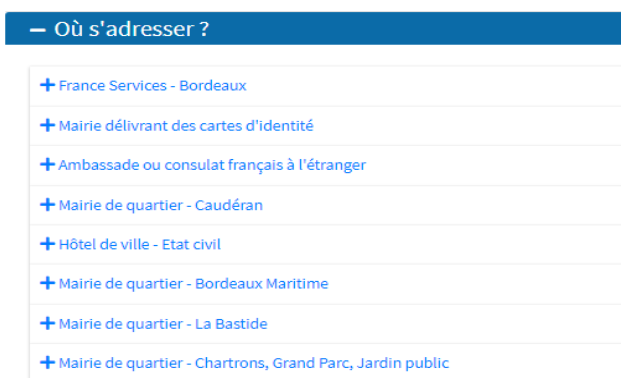 − Où s'adresser ?
+ France Services - Bordeaux
+ Mairie délivrant des cartes d'identité
+ Ambassade ou consulat français à l'étranger
+ Mairie de quartier - Caudéran
+ Hôtel de ville - Etat civil
+ Mairie de quartier - Bordeaux Maritime
+ Mairie de quartier - La Bastide
+ Mairie de quartier - Chartrons, Grand Parc, Jardin public